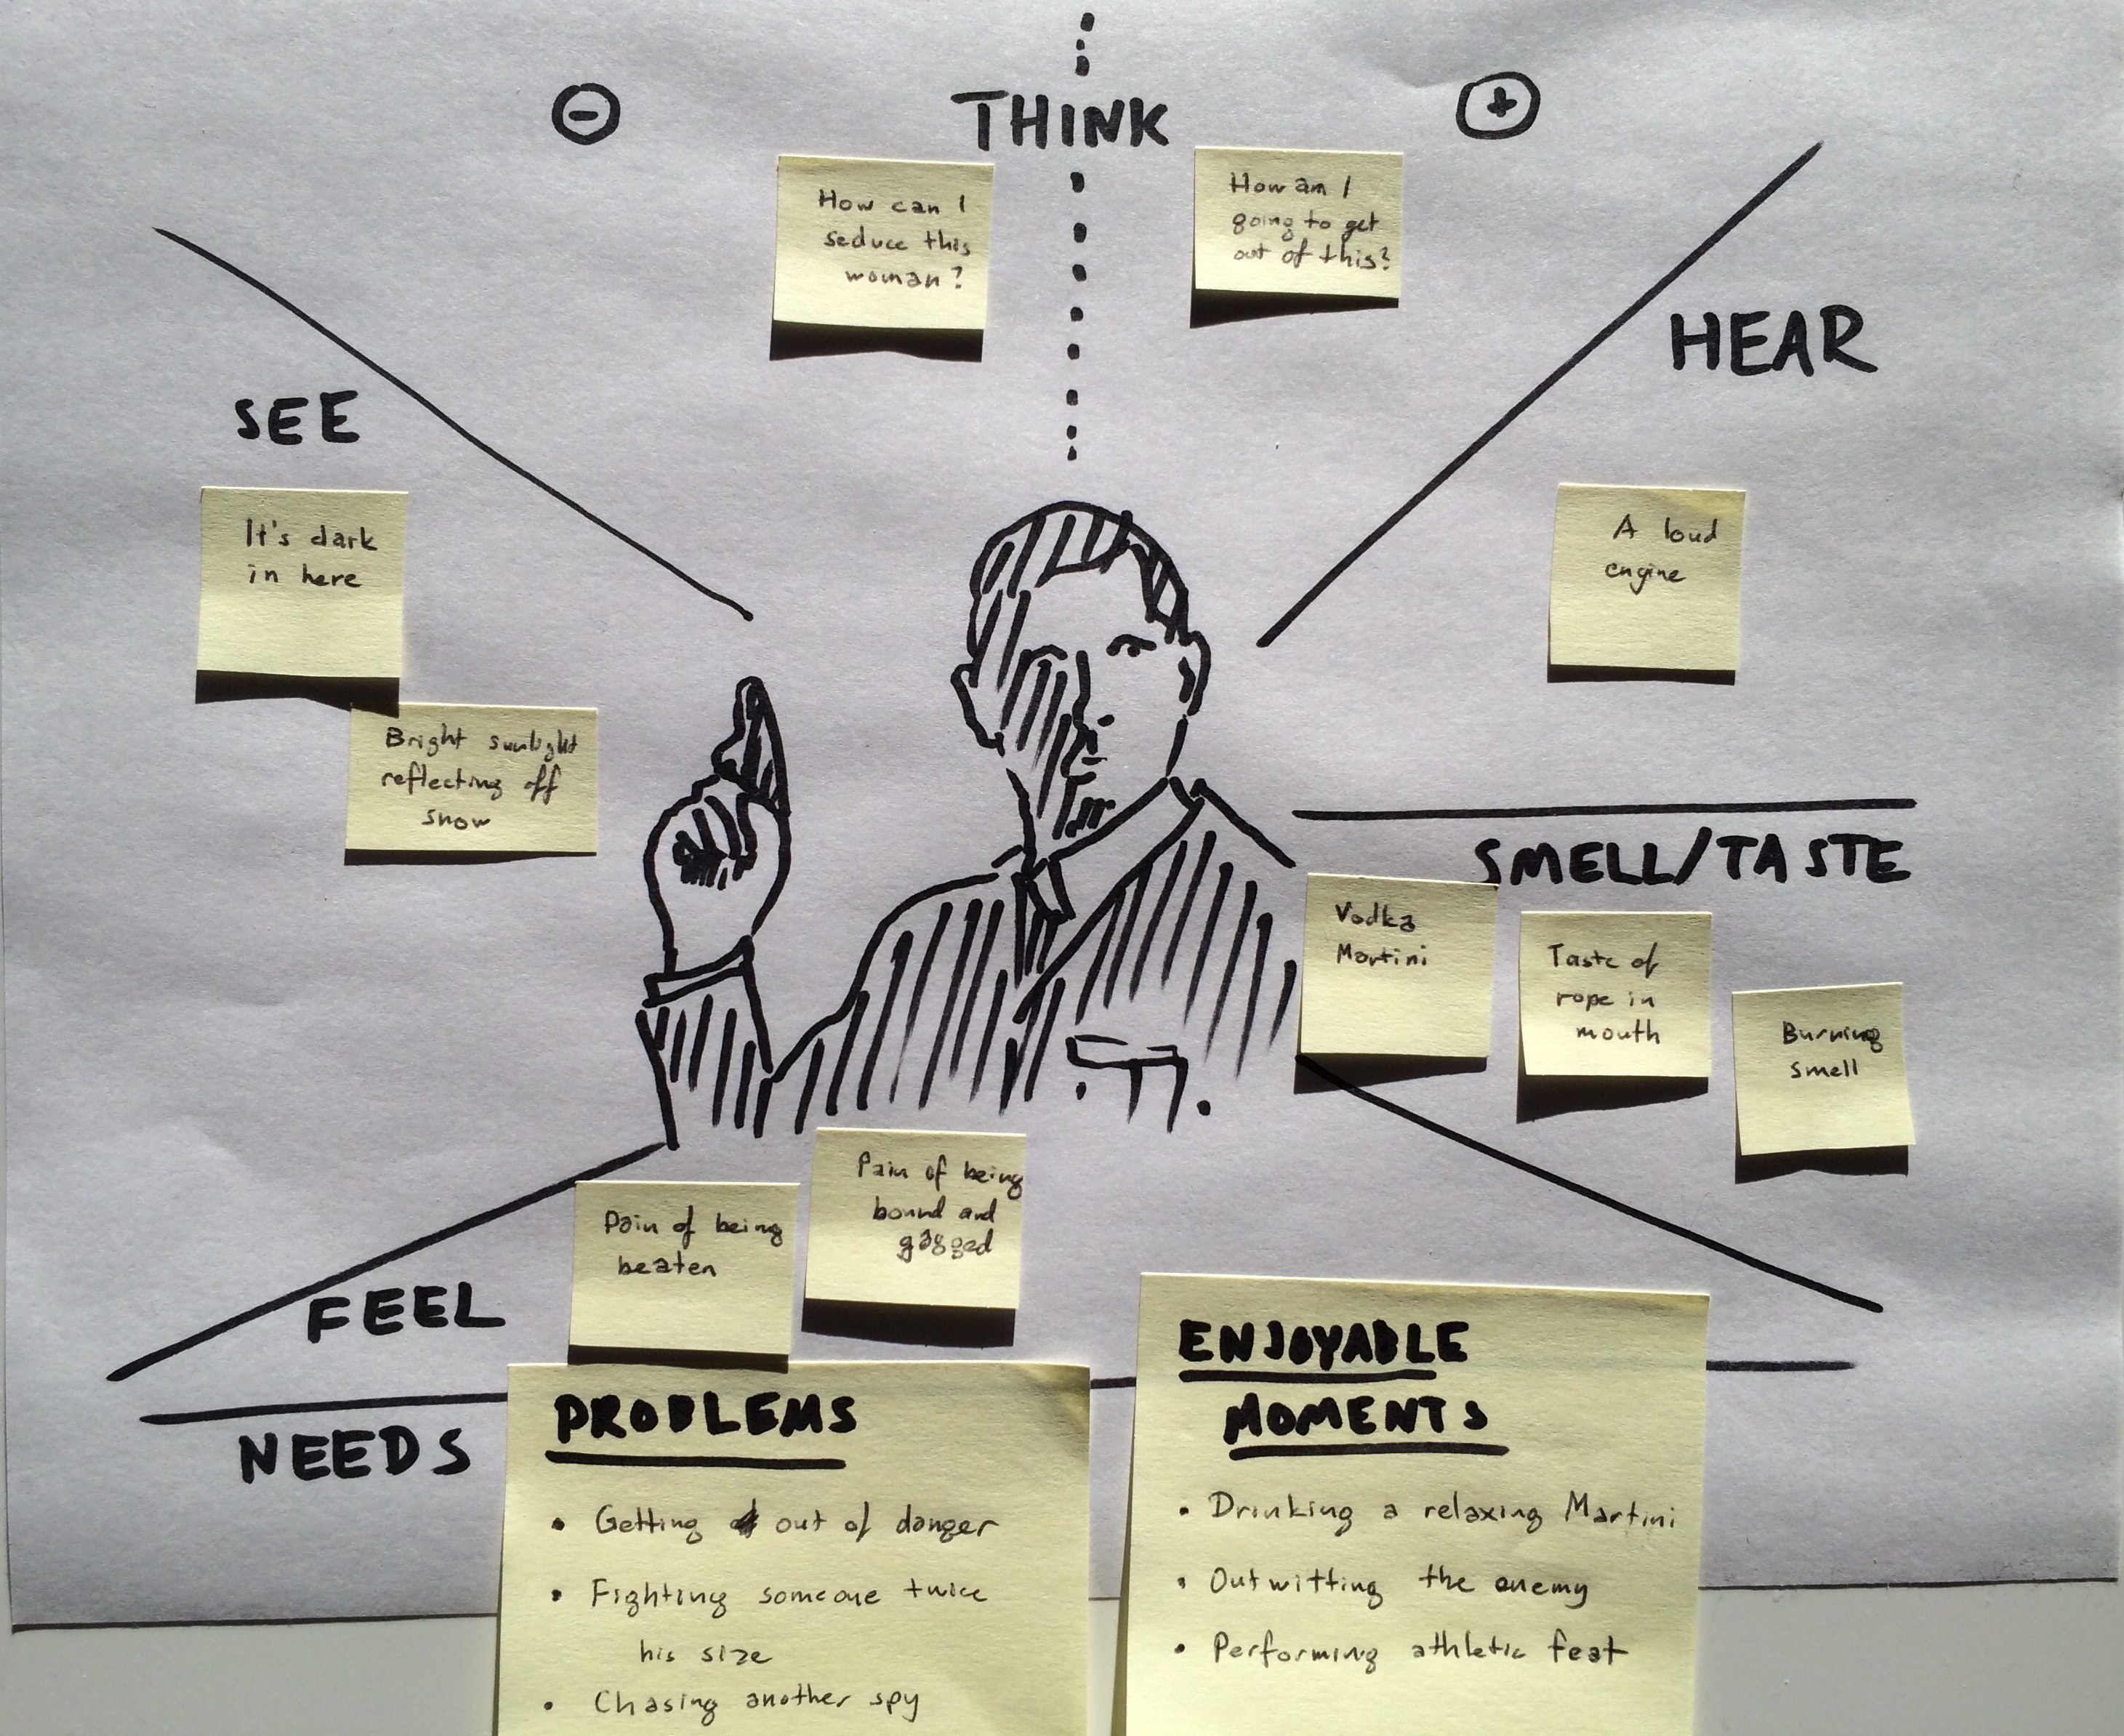 −
THINK
+
How can I
seduce this
woman?
How am I
going to get
out of this?
HEAR
SEE
It's dark
in here
A loud
engine
Bright sunlight
reflecting off
snow
SMELL/TASTE
Vodka
Martini
Taste of
rope in
mouth
Burning
smell
Pain of being
beaten
Pain of being
bound and
gagged
FEEL
NEEDS
PROBLEMS
• Getting out of danger
• Fighting someone twice
his size
• Chasing another spy
ENJOYABLE
MOMENTS
• Drinking a relaxing Martini
• Outwitting the enemy
• Performing athletic feat